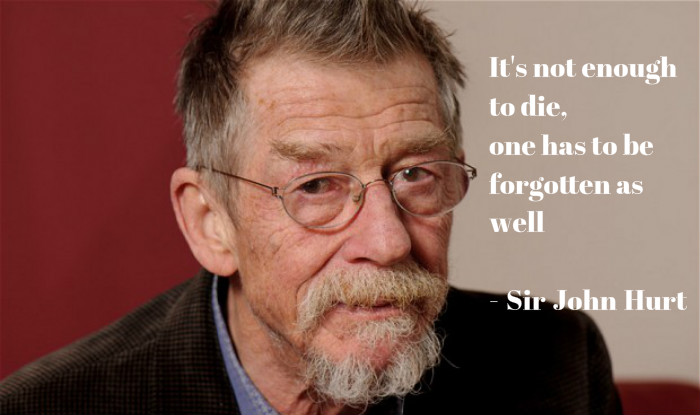 It's not enough
to die,
one has to be
forgotten as
well
- Sir John Hurt